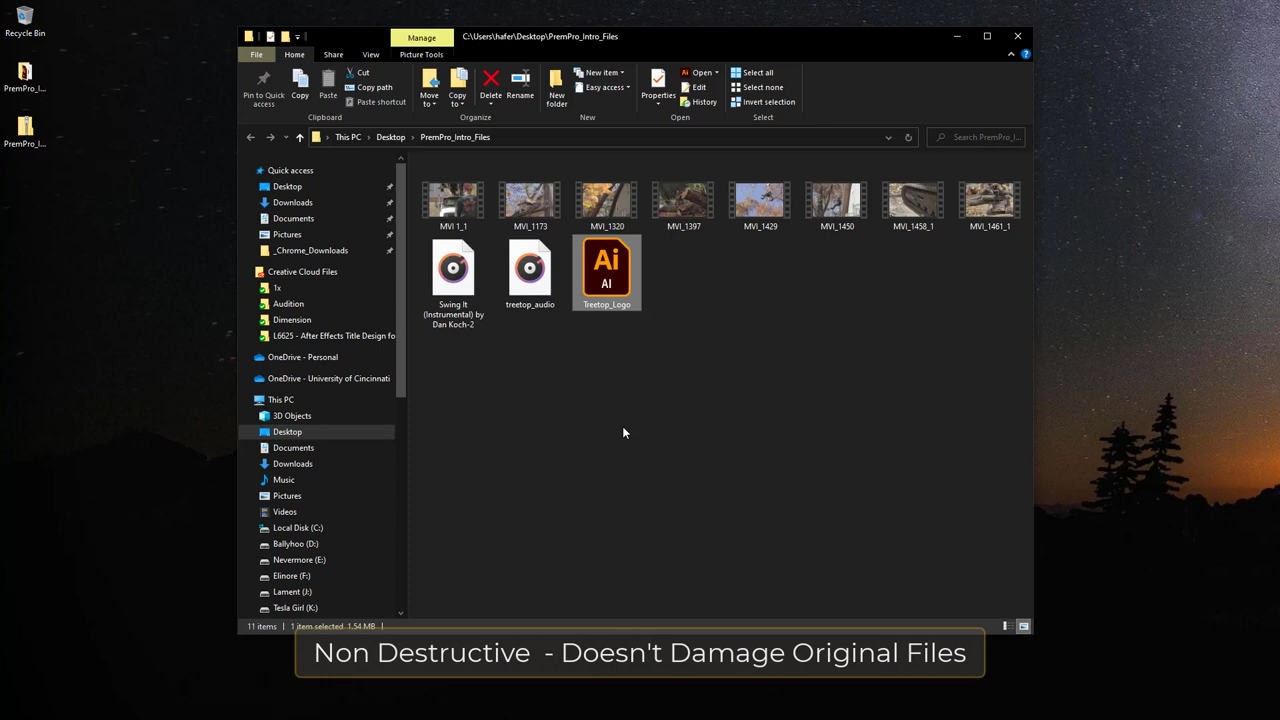 Recycle Bin
PremPro_I...
PremPro_I...
Manage
C:\Users\hafer\Desktop\PremPro_Intro_Files
File
Home
Share
View
Picture Tools
Pin to Quick
access
Copy
Paste
Cut
Copy path
Paste shortcut
Clipboard
Move
to
Copy
to
Delete
Rename
Organize
New
folder
New item
Easy access
New
Properties
Open
Edit
History
Open
Select all
Select none
Invert selection
Select
This PC
Desktop
PremPro_Intro_Files
Search PremPro_I...
Quick access
Desktop
Downloads
Documents
Pictures
_Chrome_Downloads
Creative Cloud Files
1x
Audition
Dimension
L6625 - After Effects Title Design fo
OneDrive - Personal
OneDrive - University of Cincinnati
This PC
3D Objects
Desktop
Documents
Downloads
Music
Pictures
Videos
Local Disk (C:)
Ballyhoo (D:)
Nevermore (E:)
Elinore (F:)
Lament (J:)
Tesla Girl (K:)
MVI 1_1
MVI_1173
MVI_1320
MVI_1397
MVI_1429
MVI_1450
MVI_1458_1
MVI_1461_1
Swing It
(Instrumental) by
Dan Koch-2
treetop_audio
Ai
AI
Treetop_Logo
11 items
1 item selected 1.54 MB
Non Destructive - Doesn't Damage Original Files